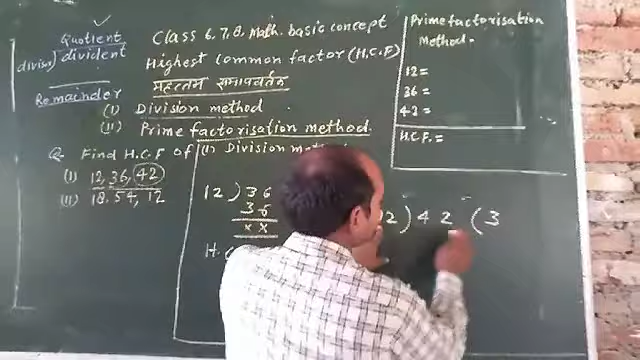 Quotient
divisor) divident
Remainder
Class 6, 7, 8, Math. basic concept
Highest common factor (H.C.F)
महत्तम समापवर्तन
(I) Division method
(II) Prime factorisation method.
Q. Find H.C.F of
(I) 12, 36, 42
(II) 18, 54, 12
(I) Division
12) 36
36
x x
H.
2) 42 (3
Prime factorisation
Method.
12 =
36 =
42 =
H.C.F. =